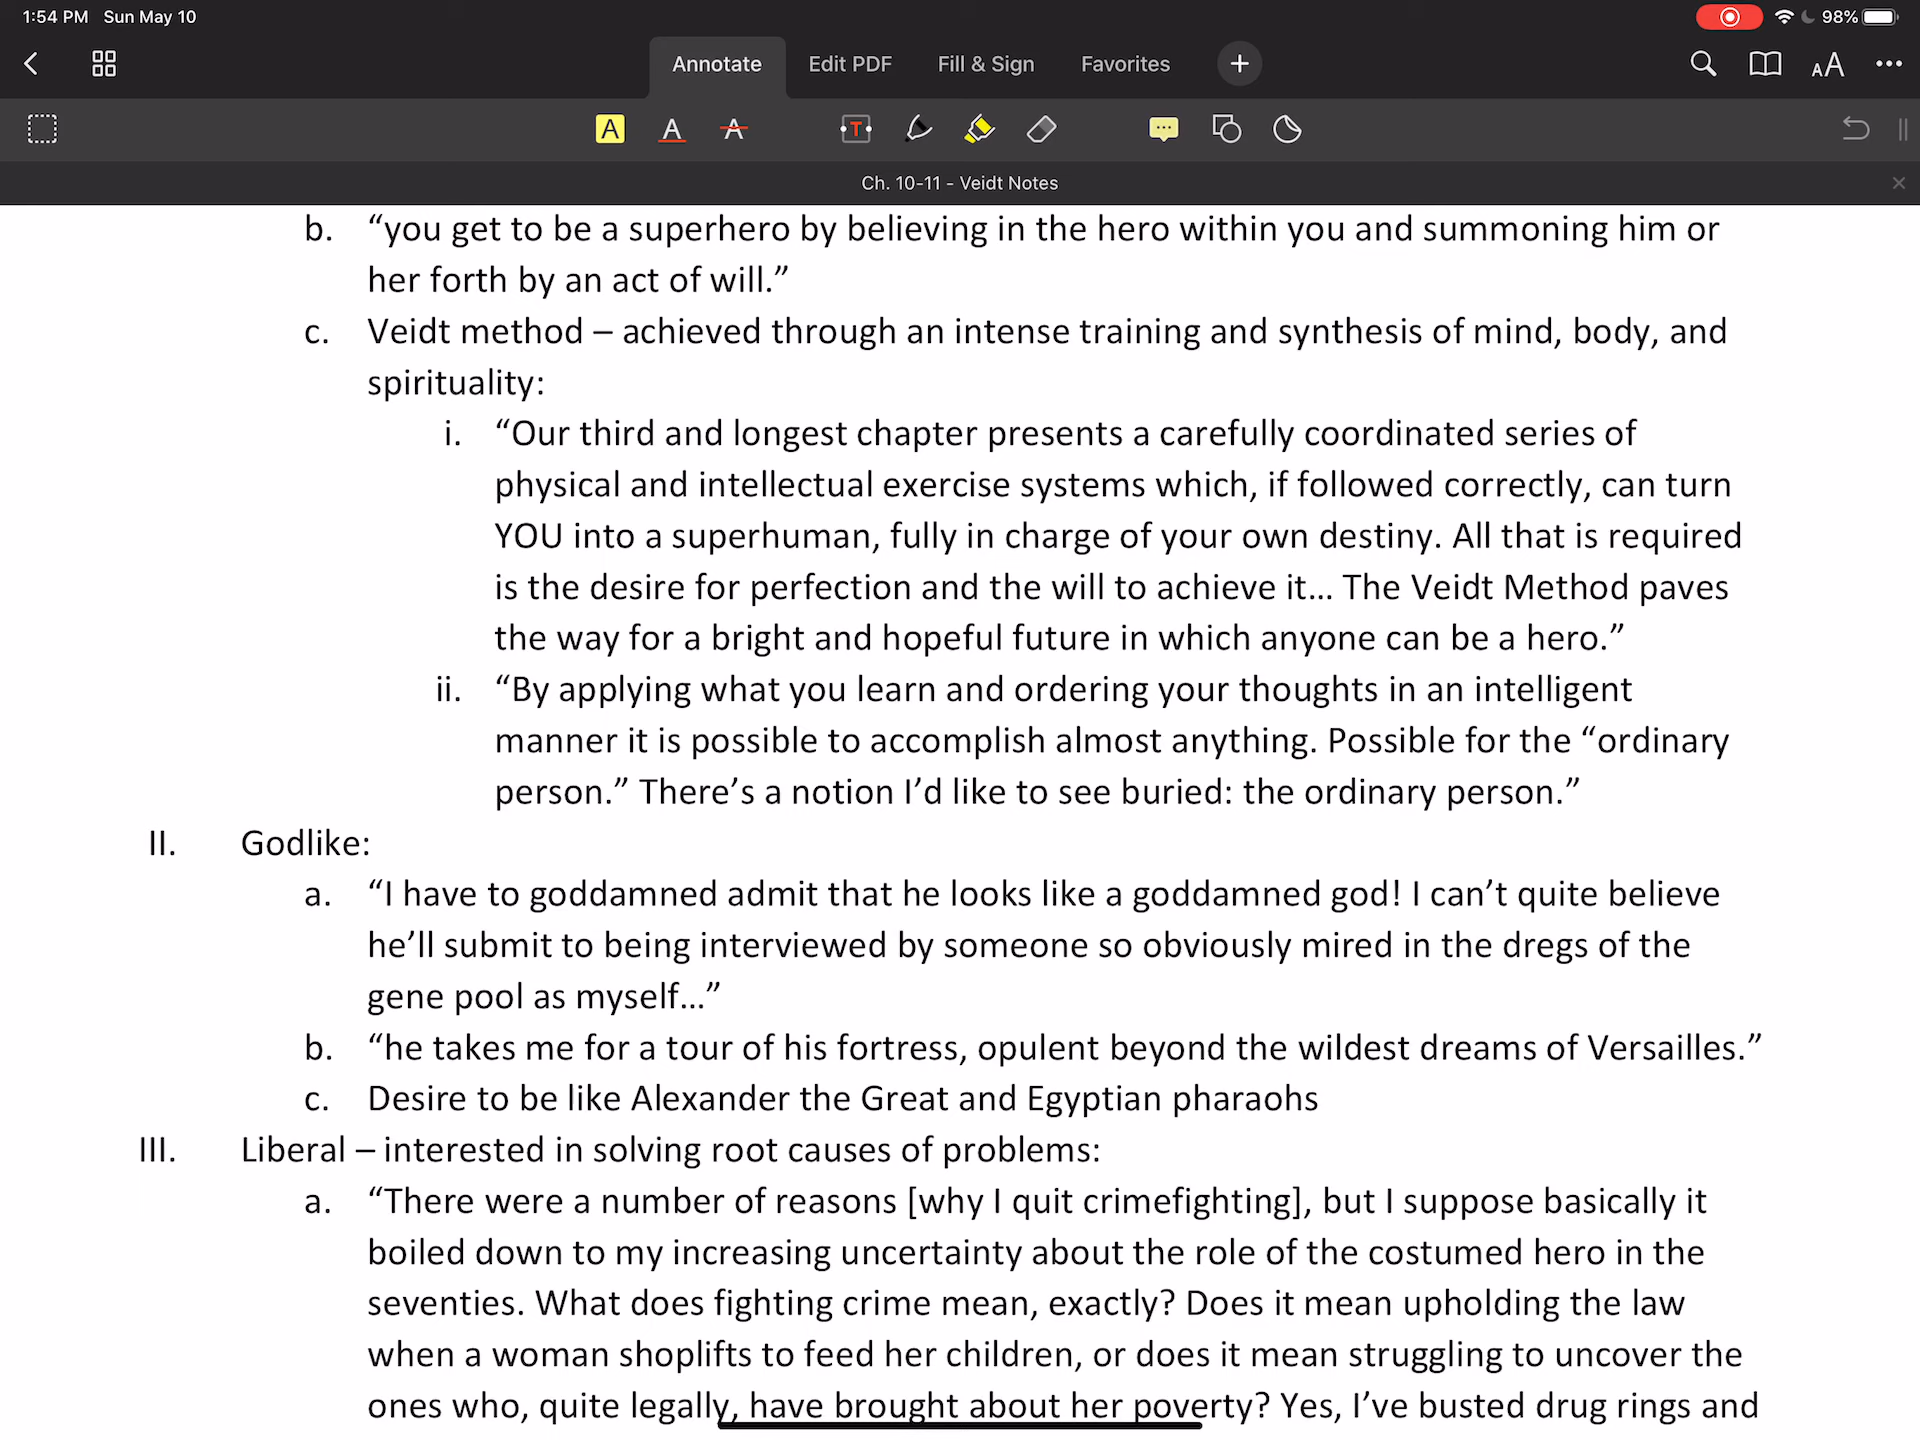 1:54 PM Sun May 10
98%
Annotate
Edit PDF
Fill & Sign
Favorites
AA
A
A
A
T
Ch. 10-11 - Veidt Notes
b. “you get to be a superhero by believing in the hero within you and summoning him or
her forth by an act of will.”
c. Veidt method – achieved through an intense training and synthesis of mind, body, and
spirituality:
i. “Our third and longest chapter presents a carefully coordinated series of
physical and intellectual exercise systems which, if followed correctly, can turn
YOU into a superhuman, fully in charge of your own destiny. All that is required
is the desire for perfection and the will to achieve it... The Veidt Method paves
the way for a bright and hopeful future in which anyone can be a hero.”
ii. “By applying what you learn and ordering your thoughts in an intelligent
manner it is possible to accomplish almost anything. Possible for the “ordinary
person.” There’s a notion I’d like to see buried: the ordinary person.”
II. Godlike:
a. “I have to goddamned admit that he looks like a goddamned god! I can’t quite believe
he’ll submit to being interviewed by someone so obviously mired in the dregs of the
gene pool as myself...”
b. “he takes me for a tour of his fortress, opulent beyond the wildest dreams of Versailles.”
c. Desire to be like Alexander the Great and Egyptian pharaohs
III. Liberal – interested in solving root causes of problems:
a. “There were a number of reasons [why I quit crimefighting], but I suppose basically it
boiled down to my increasing uncertainty about the role of the costumed hero in the
seventies. What does fighting crime mean, exactly? Does it mean upholding the law
when a woman shoplifts to feed her children, or does it mean struggling to uncover the
ones who, quite legally, have brought about her poverty? Yes, I’ve busted drug rings and